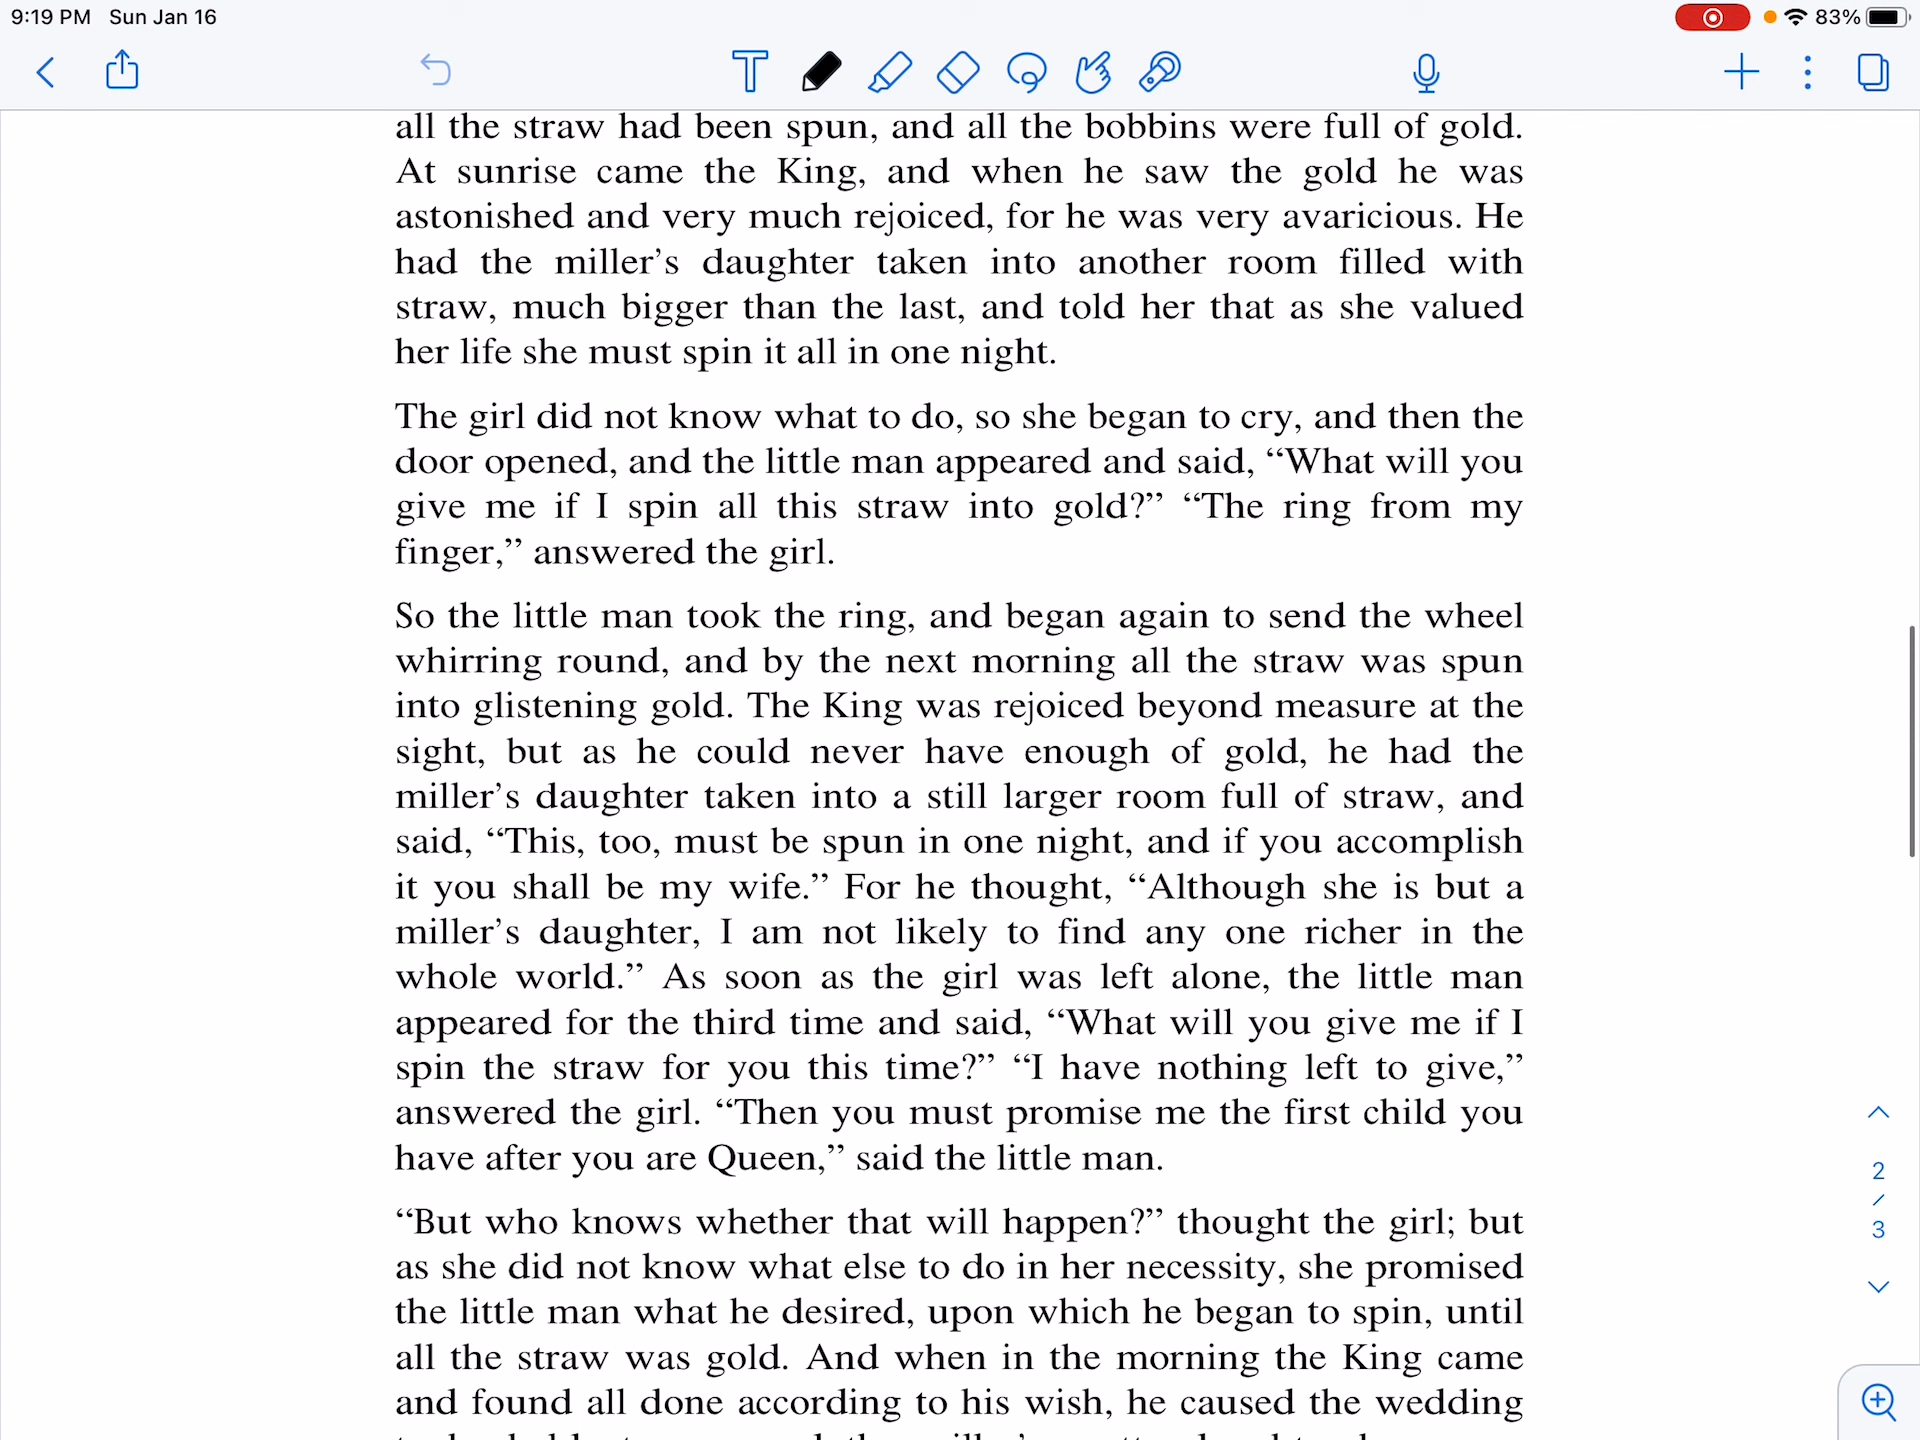 9:19 PM Sun Jan 16
83%
all the straw had been spun, and all the bobbins were full of gold.
At sunrise came the King, and when he saw the gold he was
astonished and very much rejoiced, for he was very avaricious. He
had the miller’s daughter taken into another room filled with
straw, much bigger than the last, and told her that as she valued
her life she must spin it all in one night.
The girl did not know what to do, so she began to cry, and then the
door opened, and the little man appeared and said, “What will you
give me if I spin all this straw into gold?” “The ring from my
finger,” answered the girl.
So the little man took the ring, and began again to send the wheel
whirring round, and by the next morning all the straw was spun
into glistening gold. The King was rejoiced beyond measure at the
sight, but as he could never have enough of gold, he had the
miller’s daughter taken into a still larger room full of straw, and
said, “This, too, must be spun in one night, and if you accomplish
it you shall be my wife.” For he thought, “Although she is but a
miller’s daughter, I am not likely to find any one richer in the
whole world.” As soon as the girl was left alone, the little man
appeared for the third time and said, “What will you give me if I
spin the straw for you this time?” “I have nothing left to give,”
answered the girl. “Then you must promise me the first child you
have after you are Queen,” said the little man.
“But who knows whether that will happen?” thought the girl; but
as she did not know what else to do in her necessity, she promised
the little man what he desired, upon which he began to spin, until
all the straw was gold. And when in the morning the King came
and found all done according to his wish, he caused the wedding
2
/
3